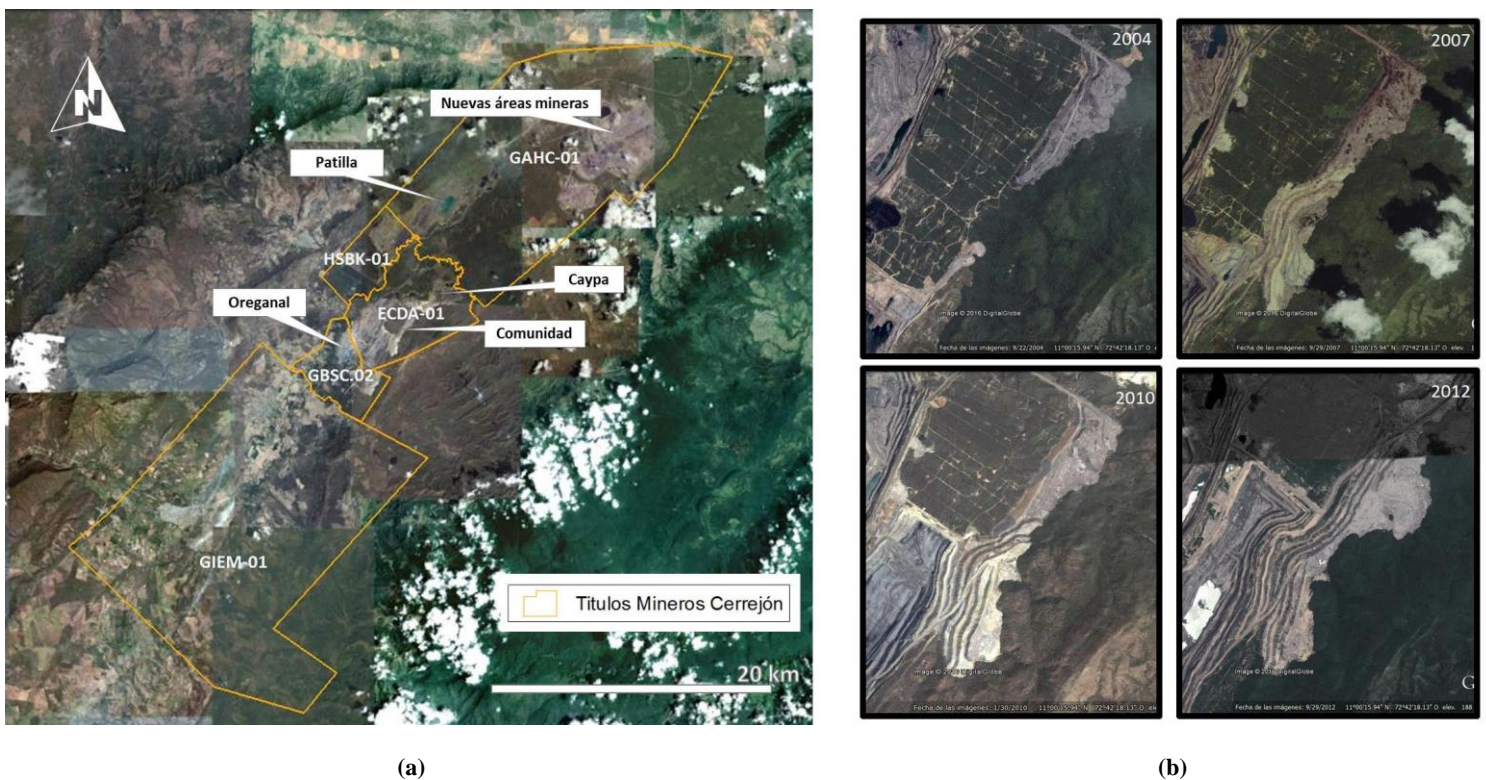 N
Nuevas áreas mineras
GAHC-01
Patilla
HSBK-01
Caypa
Oreganal
ECDA-01
Comunidad
GBSC.02
GIEM-01
Titulos Mineros Cerrejón
20 km
(a)
2004
Image © 2016 DigitalGlobe
Fecha de las imágenes: 9/22/2004 11°00'15.94" N 72°42'18.13" O elev.
2007
Image © 2016 DigitalGlobe
Fecha de las imágenes: 9/29/2007 11°00'15.94" N 72°42'18.13" O elev.
2010
Image © 2016 DigitalGlobe
Fecha de las imágenes: 1/30/2010 11°00'15.94" N 72°42'18.13" O
2012
Image © 2016 DigitalGlobe
G
Fecha de las imágenes: 9/29/2012 11°00'15.94" N 72°42'18.13" O elev. 188
(b)